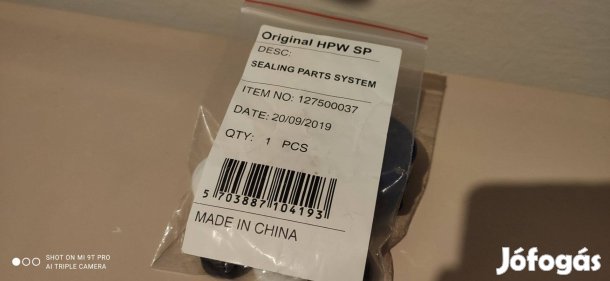 Original HPW SP
DESC:
SEALING PARTS SYSTEM
ITEM NO: 127500037
DATE: 20/09/2019
QTY: 1 PCS
5 703887 104193
MADE IN CHINA
SHOT ON MI 9T PRO
AI TRIPLE CAMERA
Jófogás